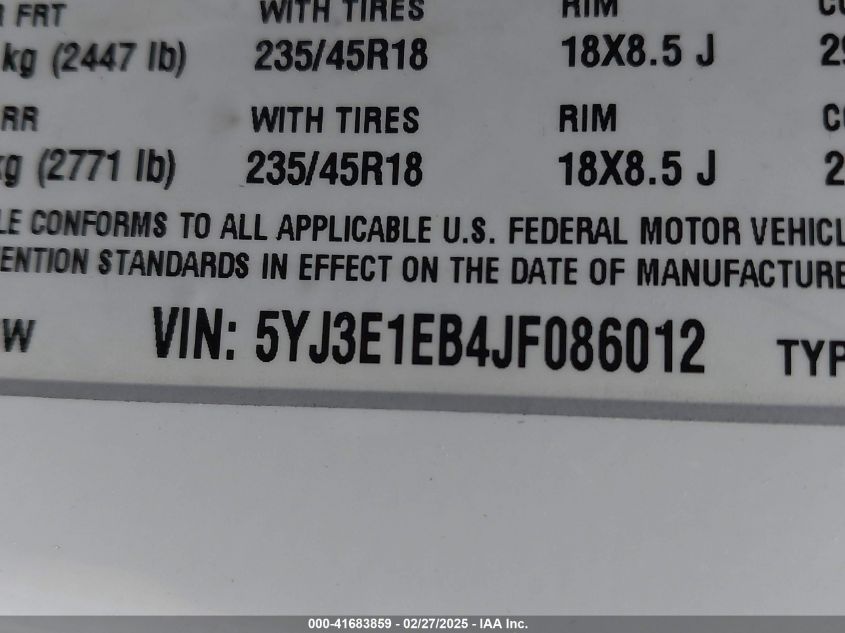 FRT WITH TIRES RIM
kg (2447 lb) 235/45R18 18X8.5 J
RR WITH TIRES RIM
kg (2771 lb) 235/45R18 18X8.5 J 2
LE CONFORMS TO ALL APPLICABLE U.S. FEDERAL MOTOR VEHICL
ENTION STANDARDS IN EFFECT ON THE DATE OF MANUFACTURE
W VIN: 5YJ3E1EB4JF086012 TYP
000-41683859 - 02/27/2025 - IAA Inc.